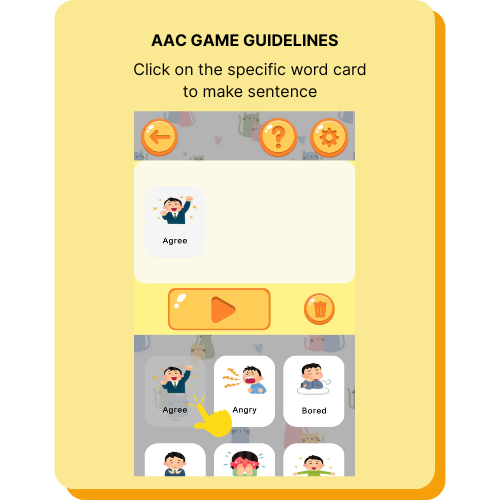 AAC GAME GUIDELINES
Click on the specific word card
to make sentence
?
Agree
Agree
Angry
Bored